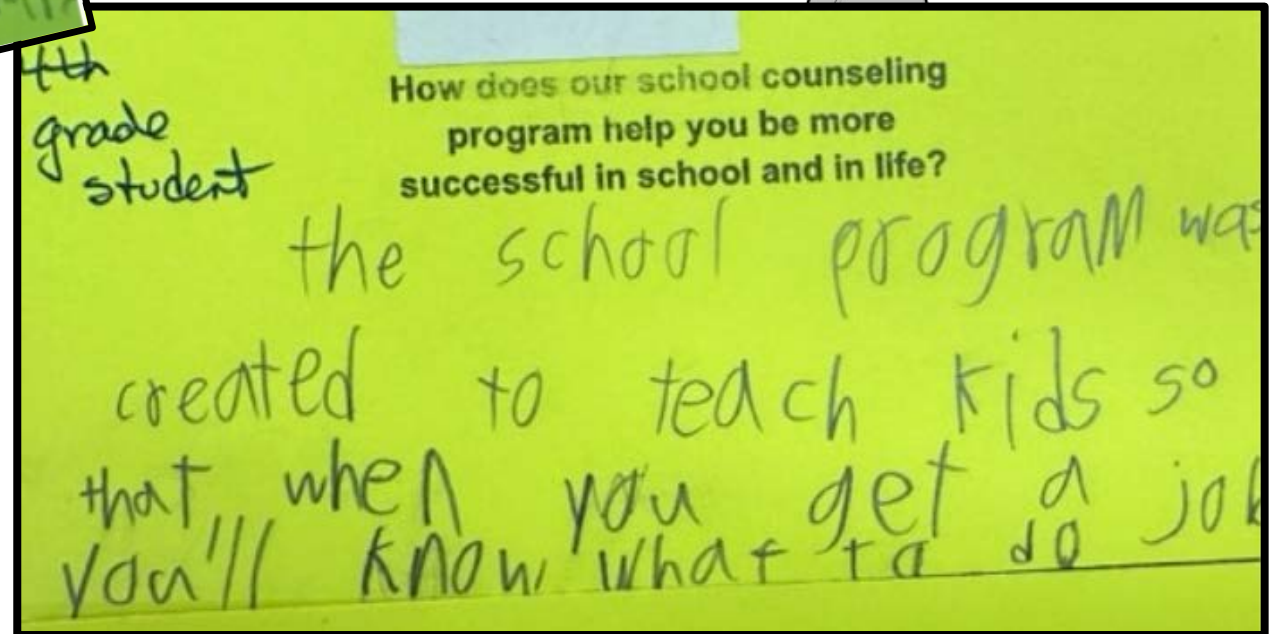 4th
grade
student
How does our school counseling
program help you be more
successful in school and in life?
the school program was
created to teach kids so
that when you get a job
you'll know what to do